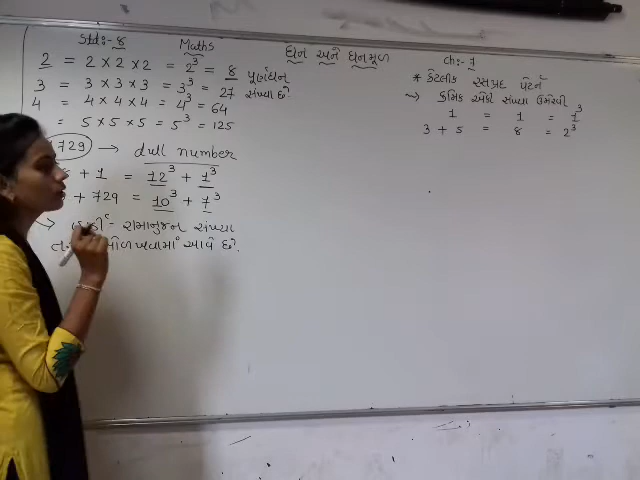 Std:- 8 Maths ઘન અને ઘનમૂળ ch: 7
2 = 2 × 2 × 2 = 2³ = 8 પૂર્ણઘન
3 = 3 × 3 × 3 = 3³ = 27 સંખ્યા છે.
4 = 4 × 4 × 4 = 4³ = 64
= 5 × 5 × 5 = 5³ = 125
729 → dull number
+ 1 = 12³ + 1³
+ 729 = 10³ +
રામાનુજન સંખ્યા
આવે છે.
* કેટલીક રસપ્રદ પેટર્ન
→ ક્રમિક એકી સંખ્યા ઉમેરવી
1 = 1 = 1³
3 + 5 = 8 = 2³